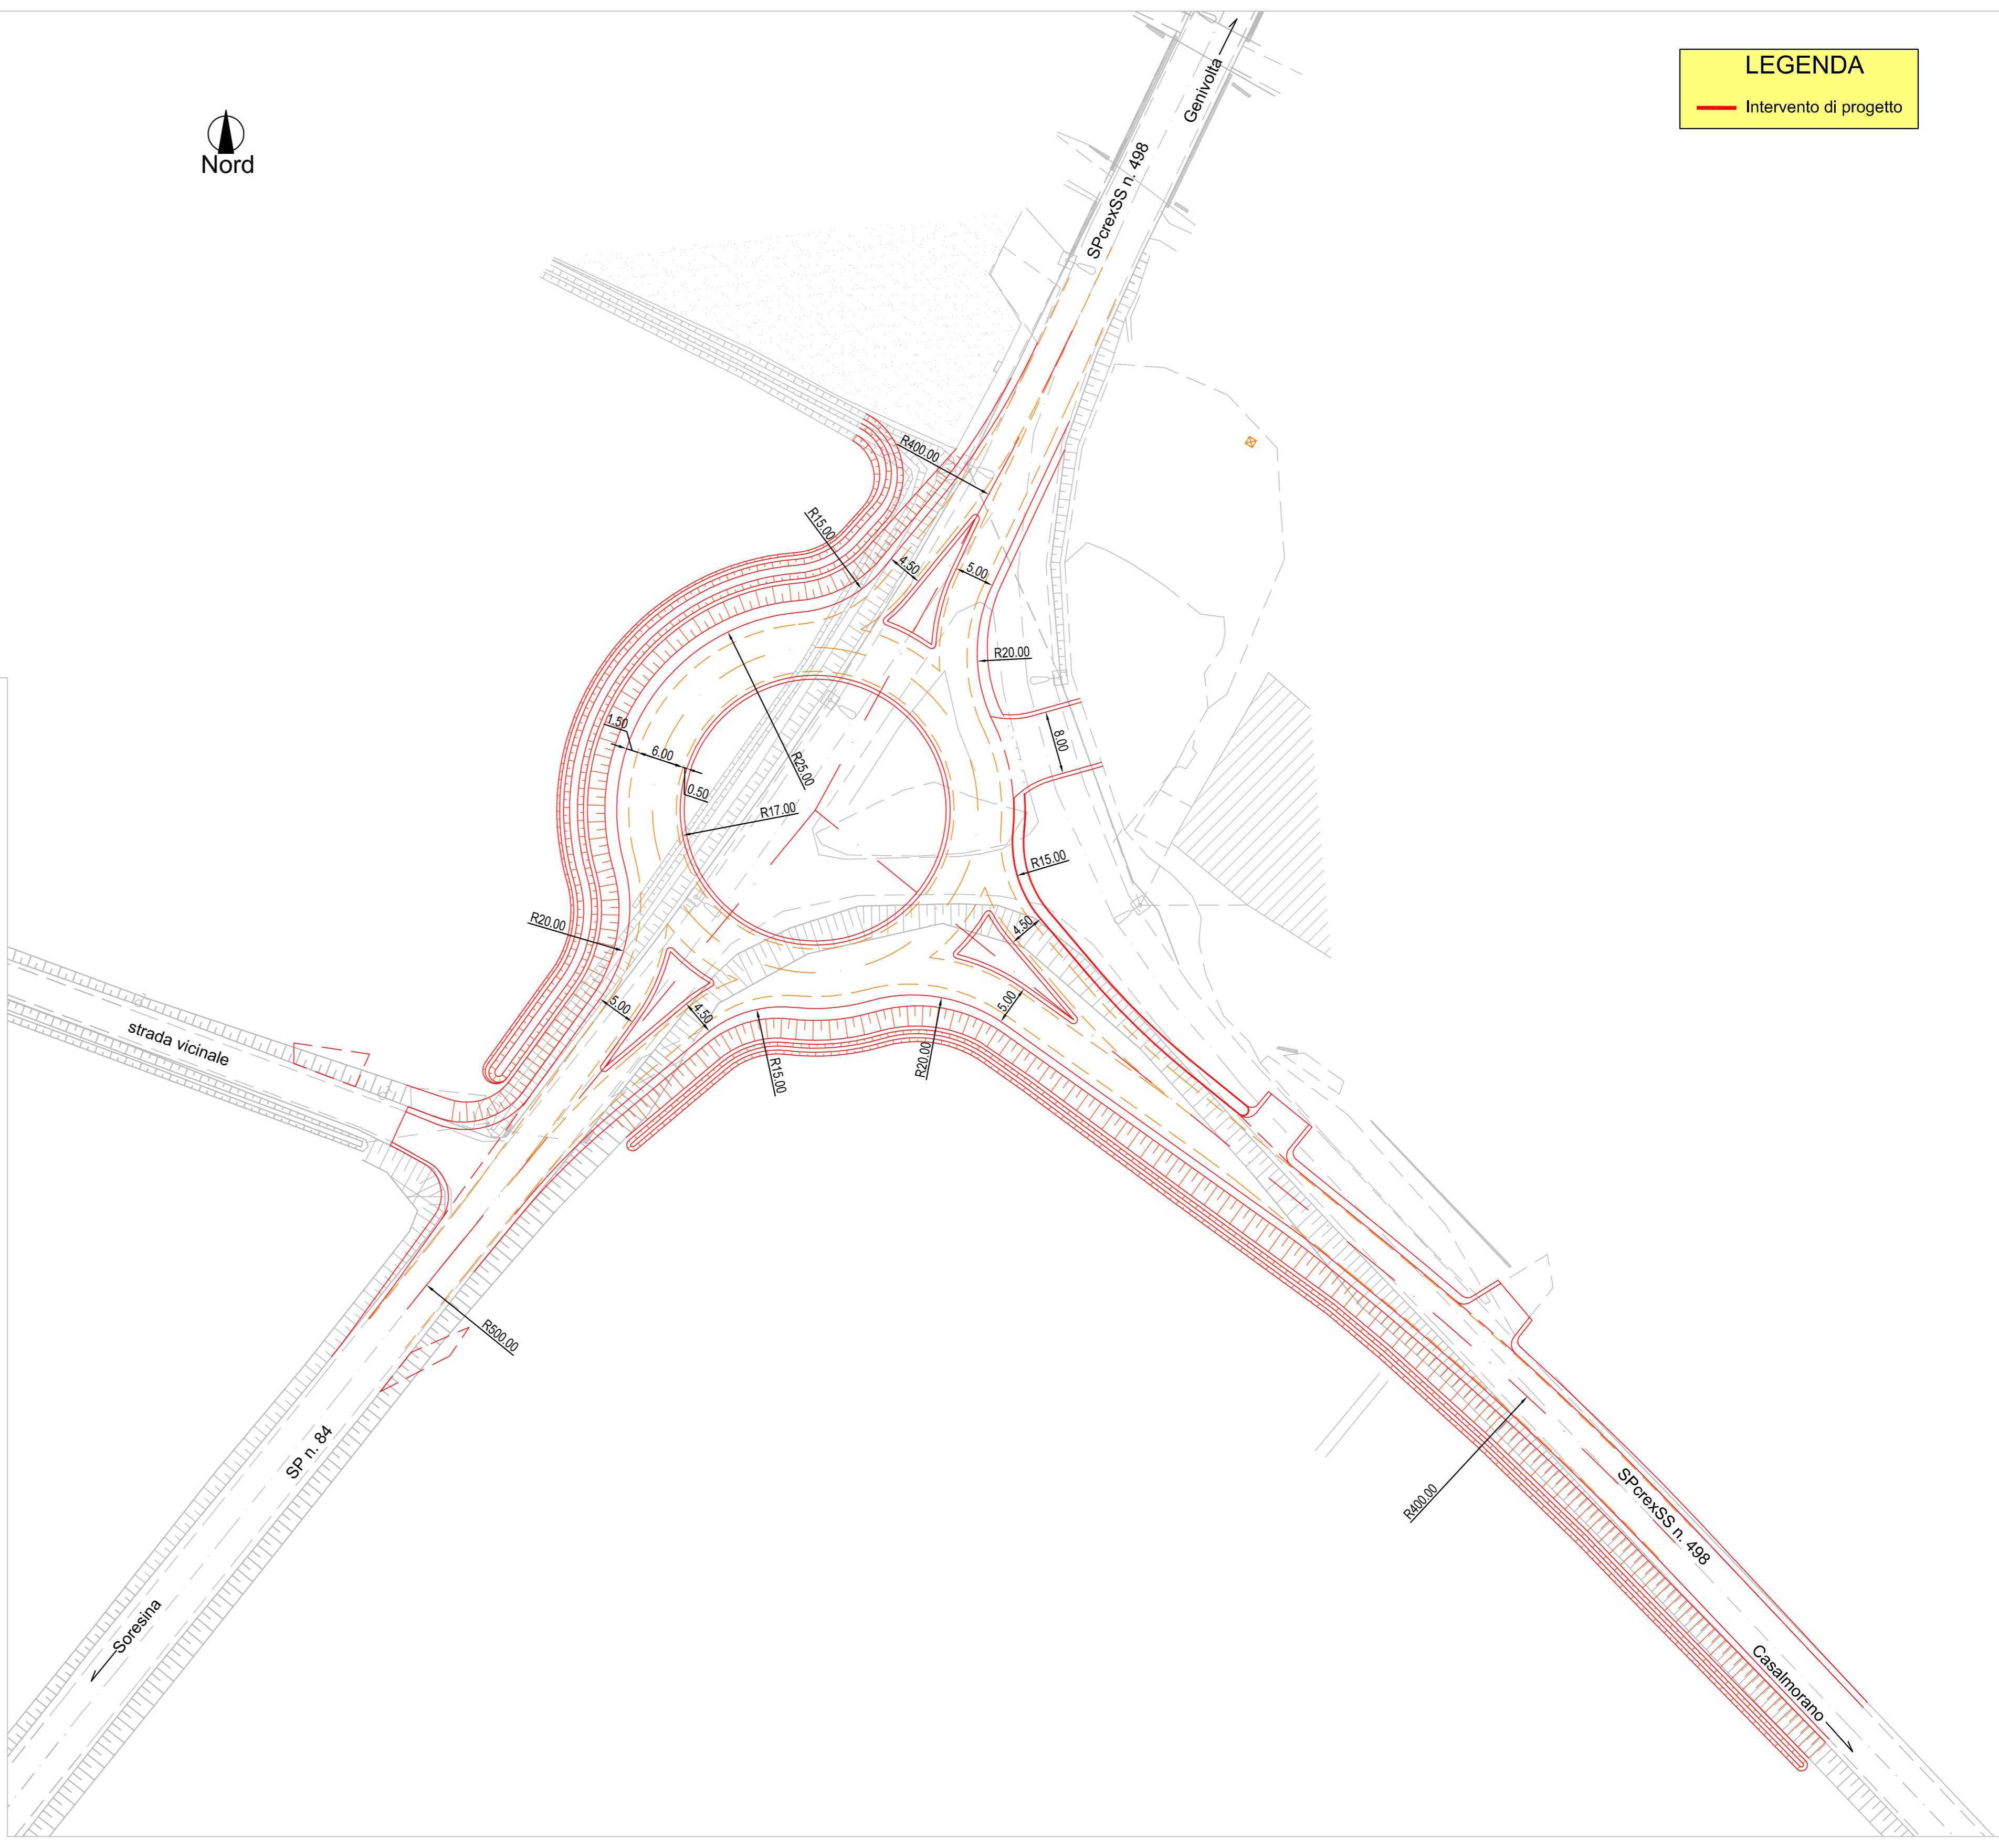 LEGENDA
Intervento di progetto
Nord
Genivolta
SPcrexSS n. 498
R400.00
R15.00
4.50
5.00
R20.00
8.00
1.50
6.00
0.50
R25.00
R17.00
R15.00
R20.00
4.50
5.00
4.50
5.00
R15.00
R20.00
strada vicinale
R500.00
SP n. 84
Soresina
R400.00
SPcrexSS n. 498
Casalmorano